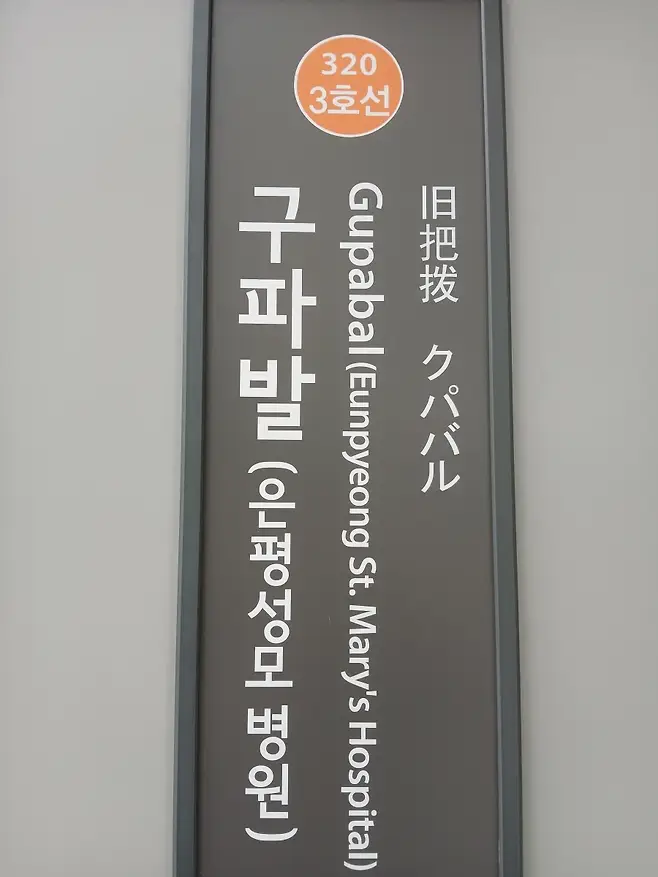 320
3호선
구파발 (은평성모 병원)
Gupabal (Eunpyeong St. Mary's Hospital)
旧把拨 クパバル